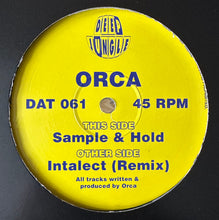 DEEP
TONGUE
ORCA
DAT 061 45 RPM
THIS SIDE
Sample & Hold
OTHER SIDE
Intalect (Remix)
All tracks written &
produced by Orca